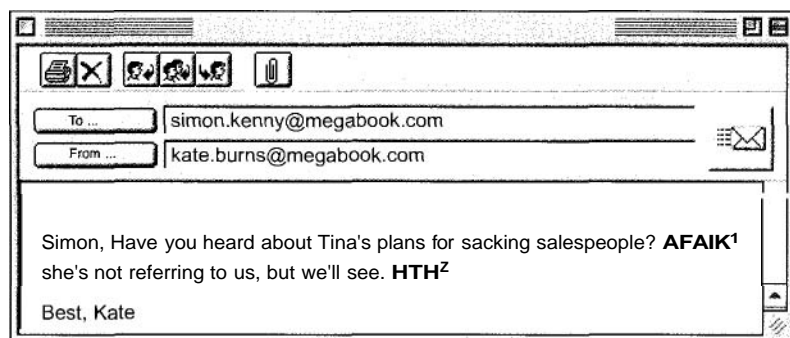 To ...
simon.kenny@megabook.com
From ...
kate.burns@megabook.com
Simon, Have you heard about Tina's plans for sacking salespeople? AFAIK¹
she's not referring to us, but we'll see. HTHᶻ
Best, Kate